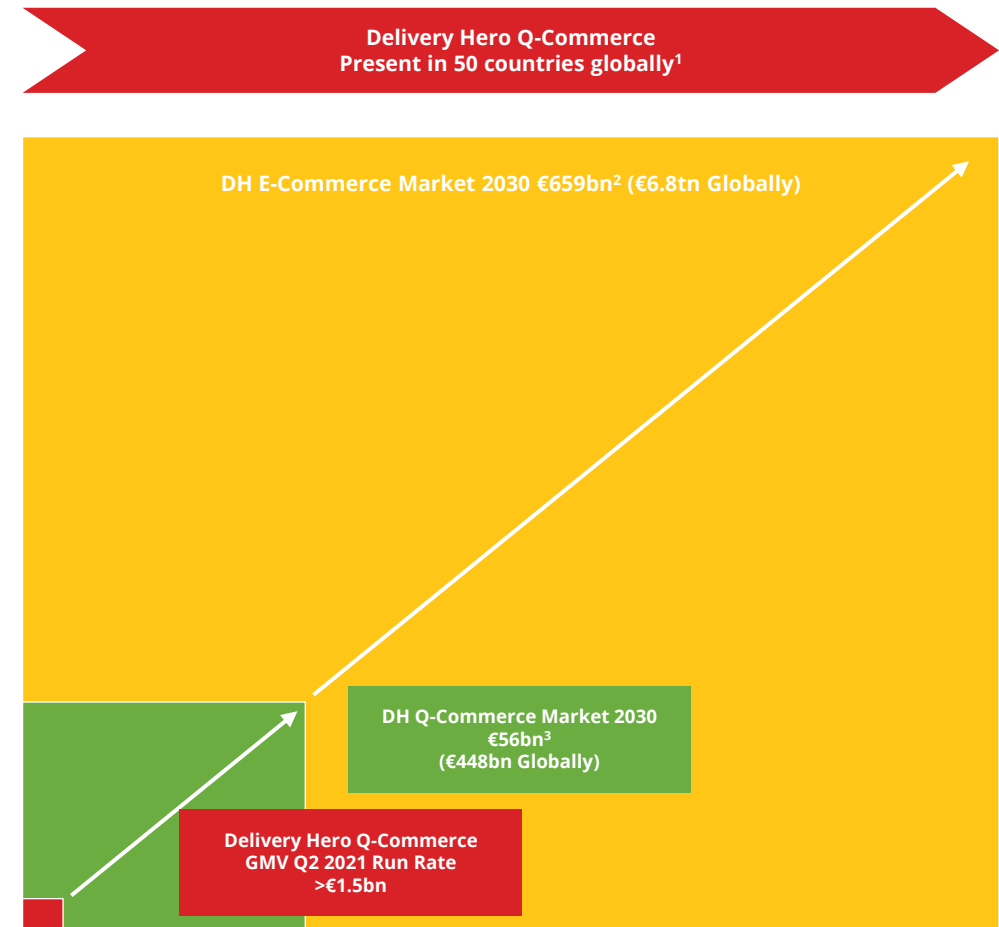 Delivery Hero Q-Commerce
Present in 50 countries globally¹
DH E-Commerce Market 2030 €659bn² (€6.8tn Globally)
DH Q-Commerce Market 2030
€56bn³
(€448bn Globally)
Delivery Hero Q-Commerce
GMV Q2 2021 Run Rate
>€1.5bn